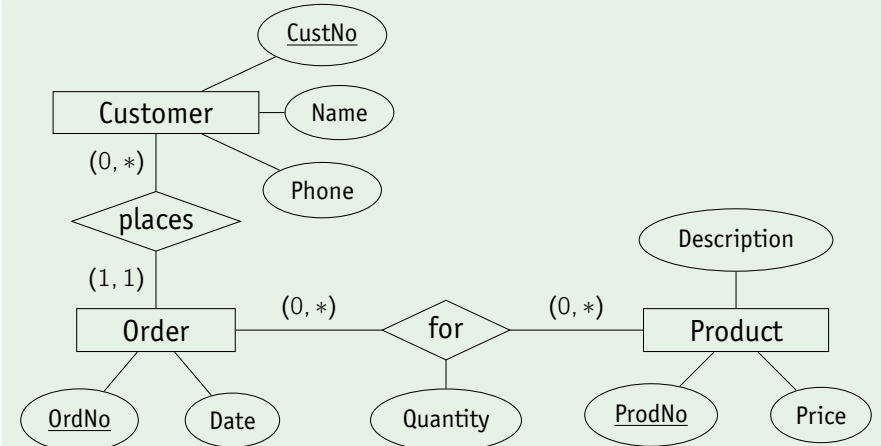 CustNo
Customer
Name
(0, ∗)
Phone
places
Description
(1, 1)
Order
(0, ∗)
for
(0, ∗)
Product
OrdNo
Date
Quantity
ProdNo
Price